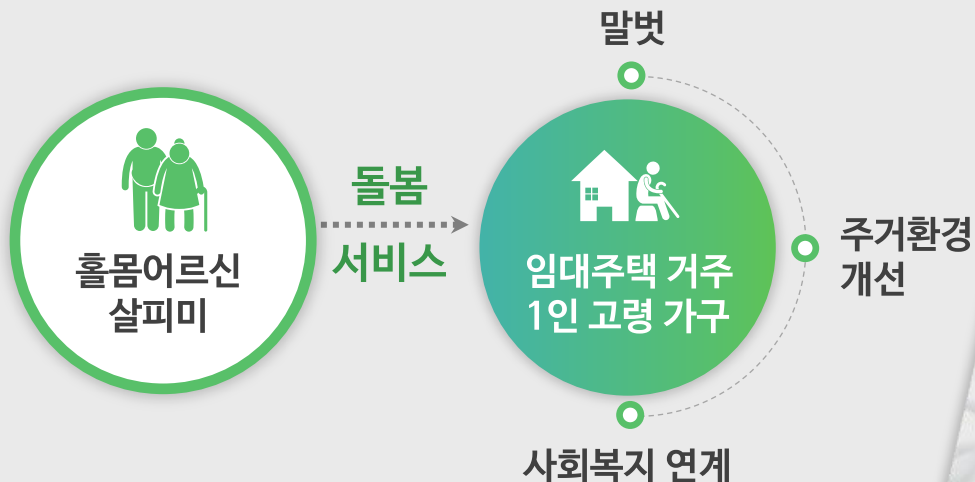 홀몸어르신
살피미
돌봄
서비스
임대주택 거주
1인 고령 가구
말벗
주거환경
개선
사회복지 연계